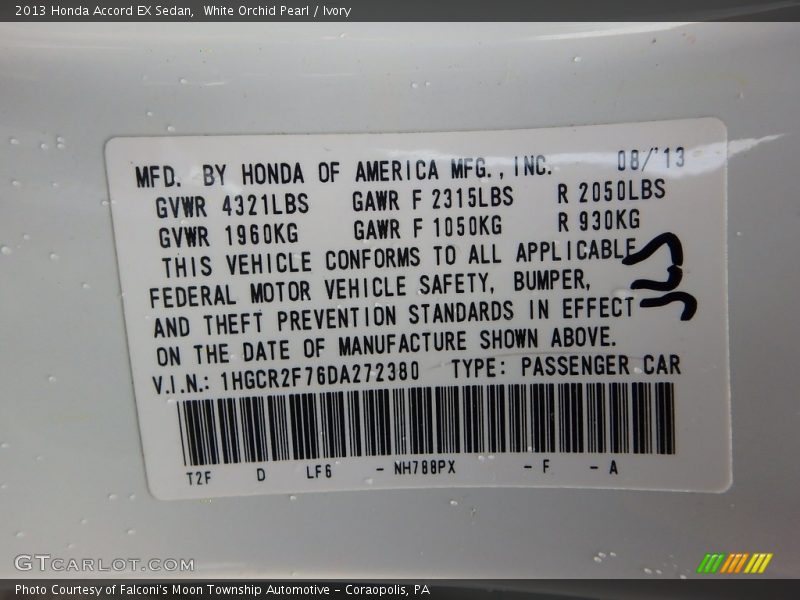 2013 Honda Accord EX Sedan,  White Orchid Pearl / Ivory
MFD. BY HONDA OF AMERICA MFG., INC. 08/'13
GVWR 4321LBS GAWR F 2315LBS R 2050LBS
GVWR 1960KG GAWR F 1050KG R 930KG
THIS VEHICLE CONFORMS TO ALL APPLICABLE
FEDERAL MOTOR VEHICLE SAFETY, BUMPER,
AND THEFT PREVENTION STANDARDS IN EFFECT
ON THE DATE OF MANUFACTURE SHOWN ABOVE.
V.I.N.: 1HGCR2F76DA272380 TYPE: PASSENGER CAR
T2F D LF6 - NH788PX - F - A
GTCARLOT.COM
Photo Courtesy of Falconi's Moon Township Automotive - Coraopolis, PA